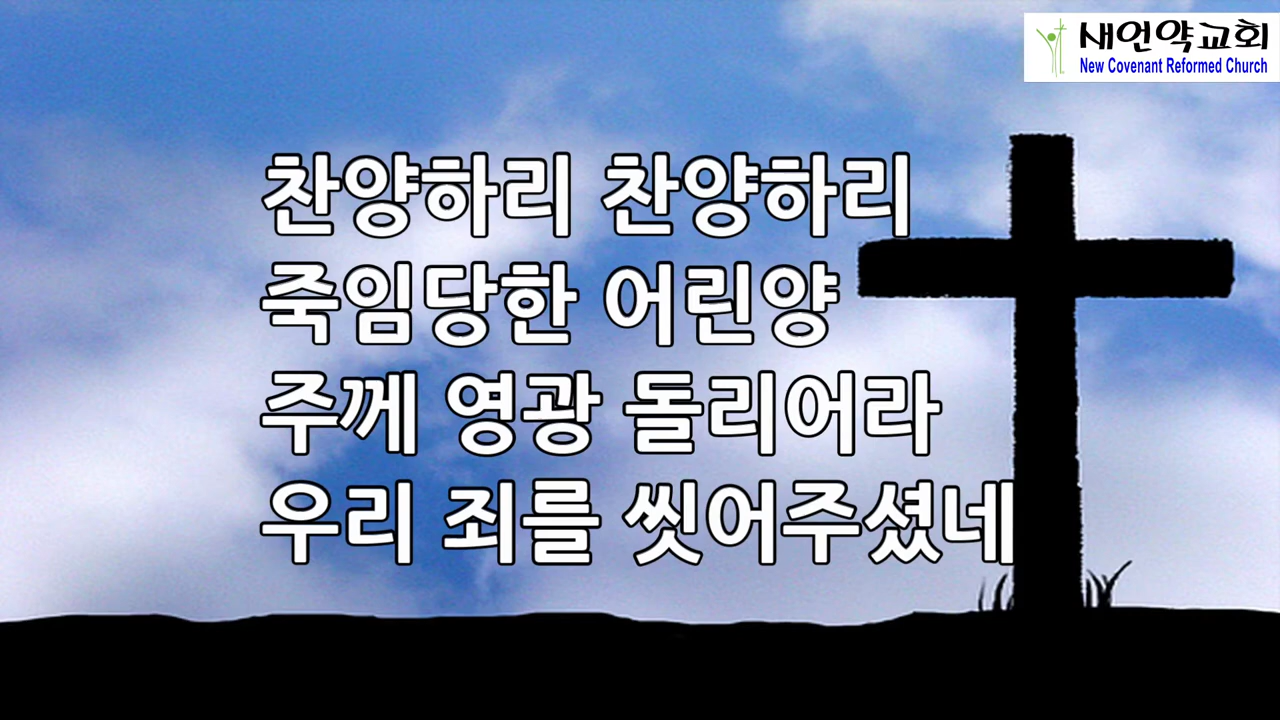 새언약교회
New Covenant Reformed Church
찬양하리 찬양하리
죽임당한 어린양
주께 영광 돌리어라
우리 죄를 씻어주셨네